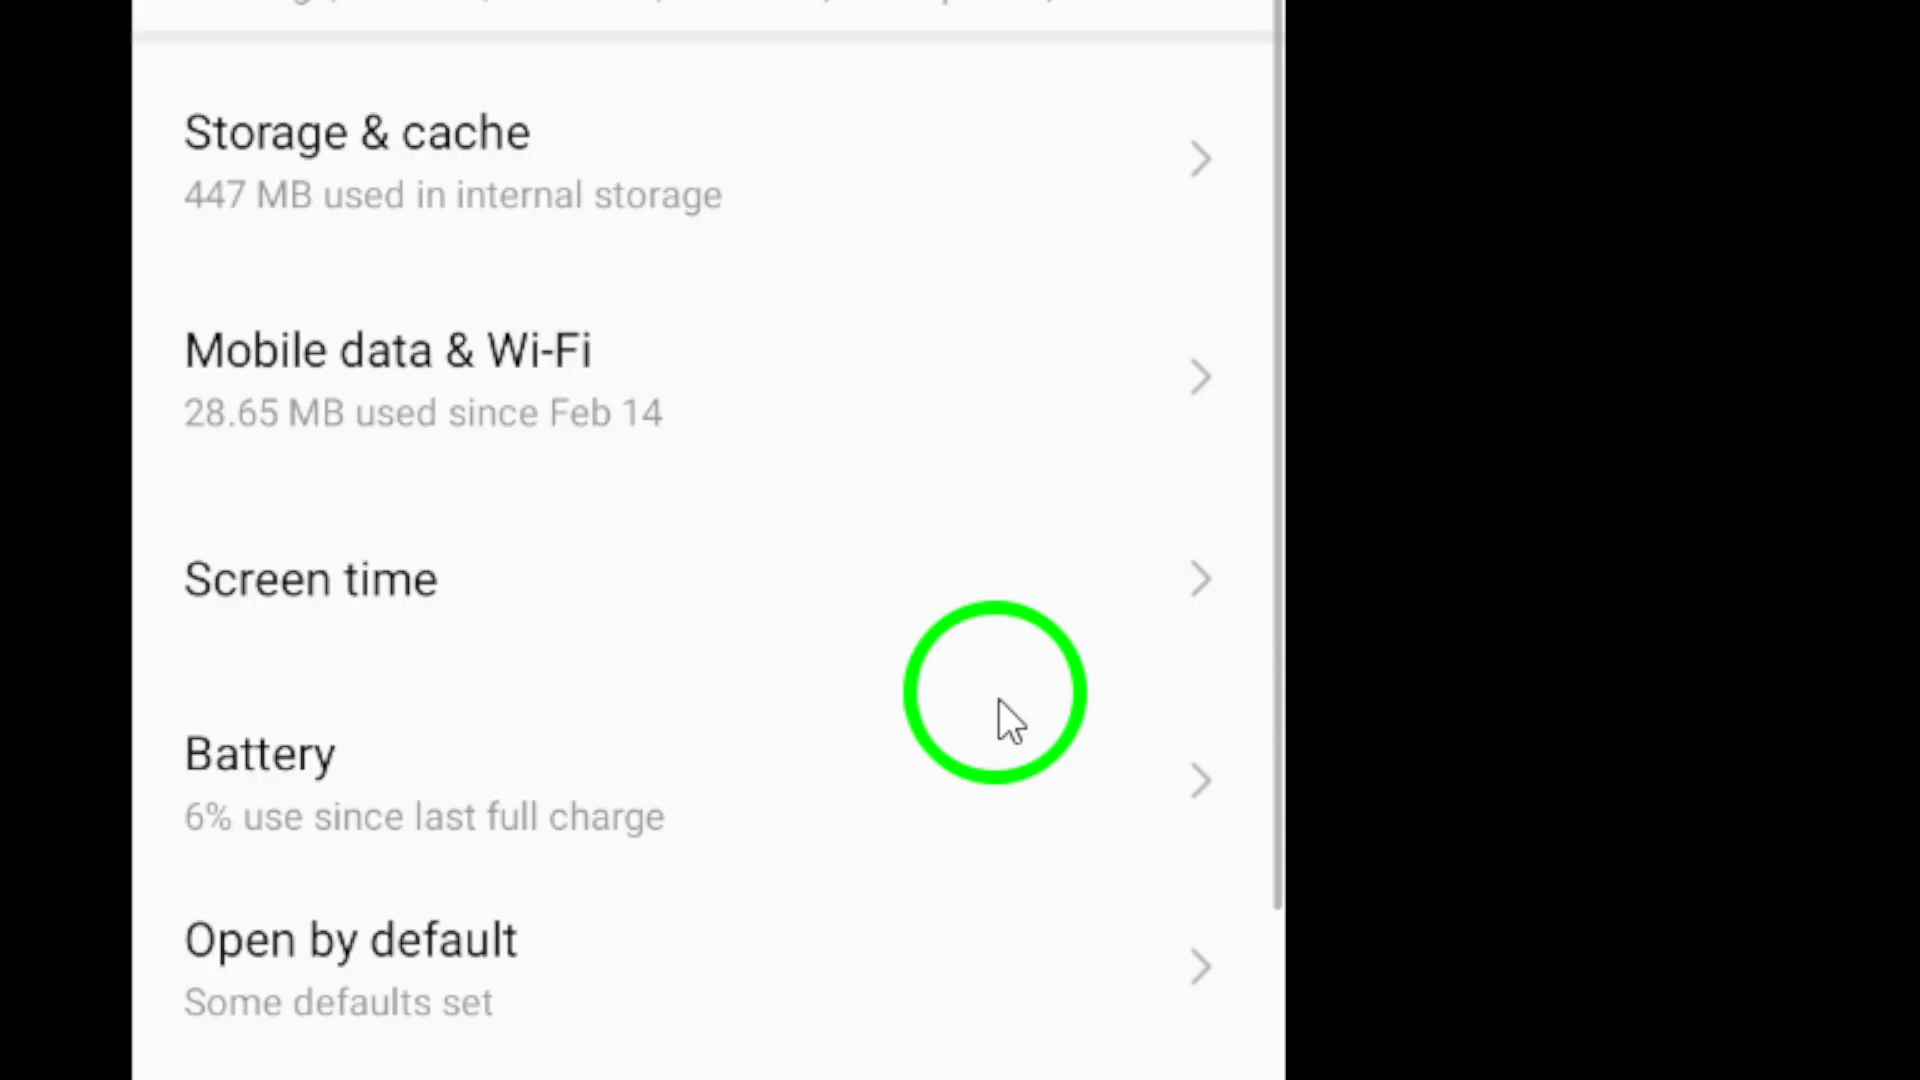 Storage & cache
447 MB used in internal storage
Mobile data & Wi-Fi
28.65 MB used since Feb 14
Screen time
Battery
6% use since last full charge
Open by default
Some defaults set